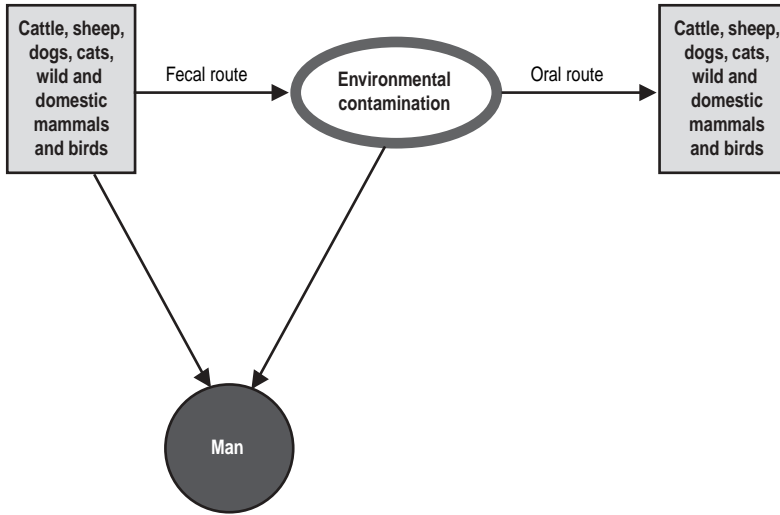 Cattle, sheep,
dogs, cats,
wild and
domestic
mammals
and birds
Fecal route
Environmental
contamination
Oral route
Cattle, sheep,
dogs, cats,
wild and
domestic
mammals
and birds
Man